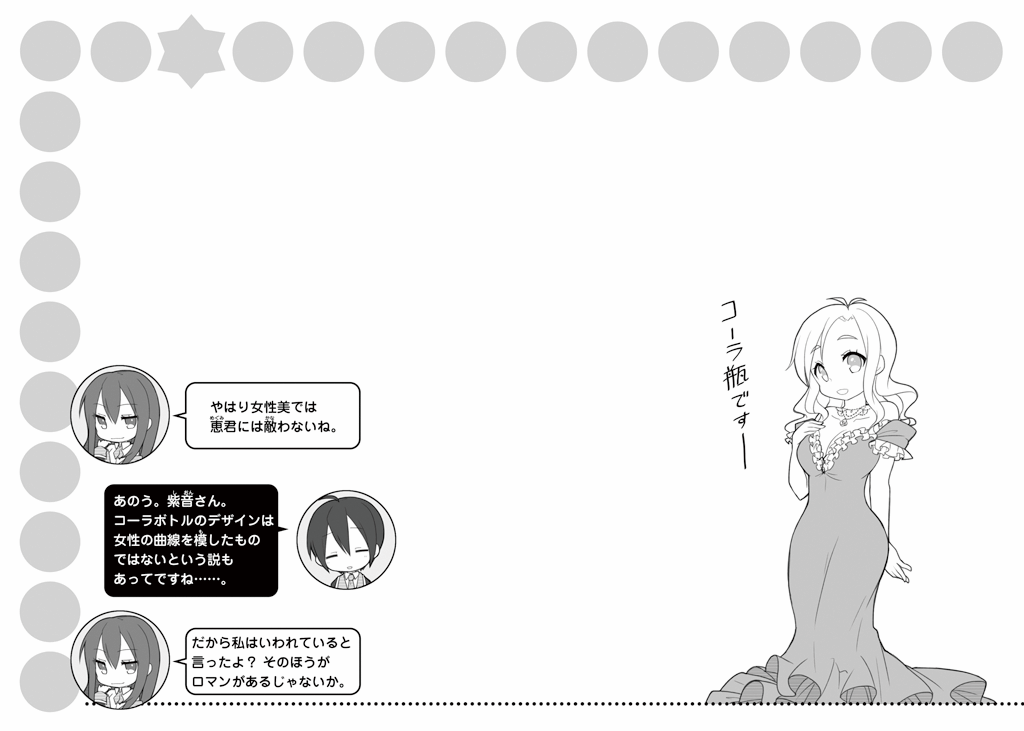 コーラ瓶ですー
やはり女性美では
恵君には敵わないね。
あのう。紫音さん。
コーラボトルのデザインは
女性の曲線を模したもの
ではないという説も
あってですね……。
だから私はいわれていると
言ったよ？ そのほうが
ロマンがあるじゃないか。